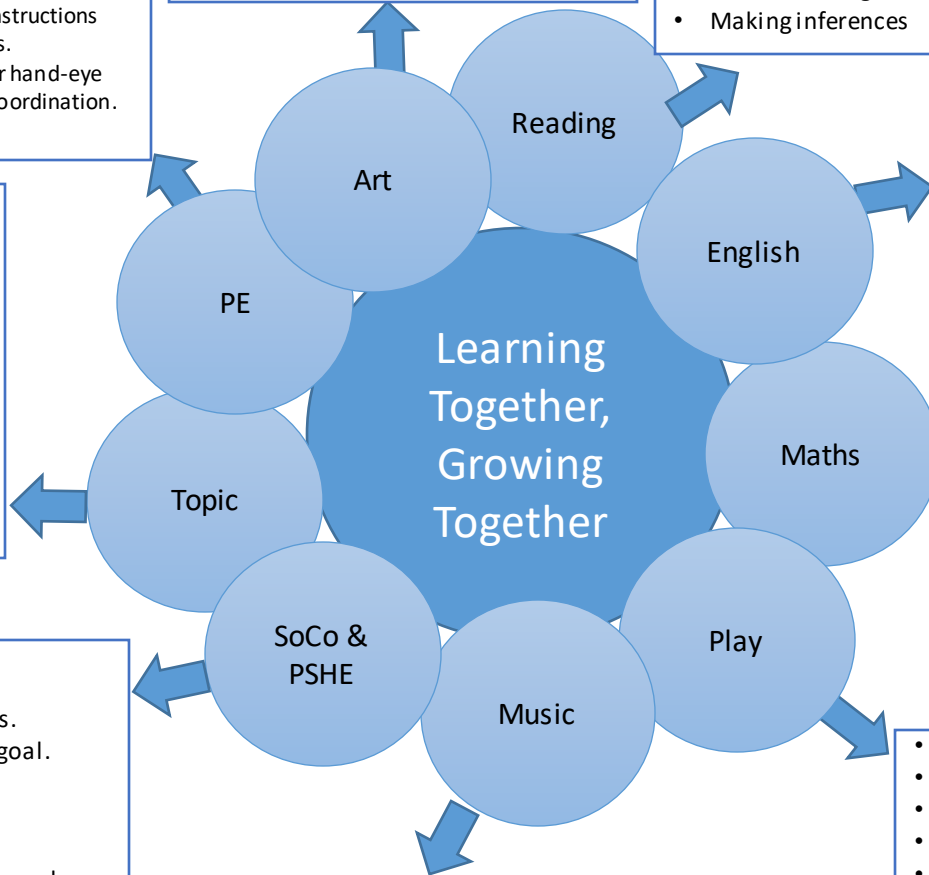 nstructions
s.
r hand-eye
oordination.
• Making inferences
Reading
Art
English
PE
Learning
Together,
Growing
Together
Maths
Topic
SoCo &
PSHE
Play
Music
s.
goal.
•
•
•
•